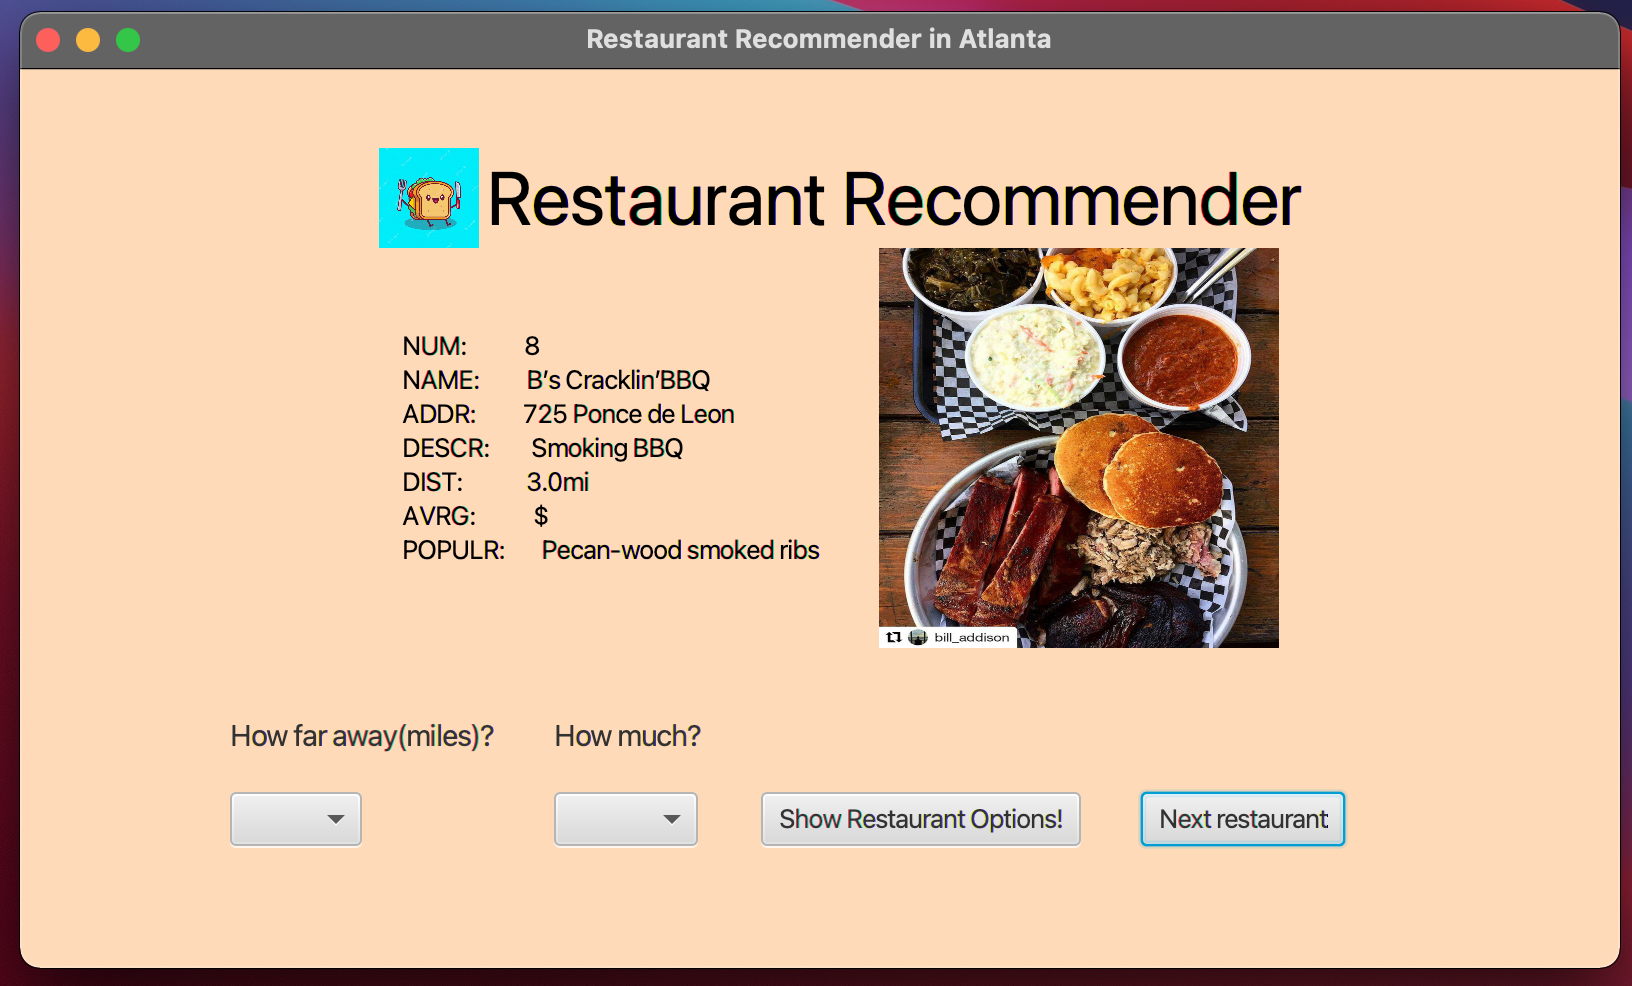 Restaurant Recommender in Atlanta
Restaurant Recommender
NUM: 8
NAME: B's Cracklin'BBQ
ADDR: 725 Ponce de Leon
DESCR: Smoking BBQ
DIST: 3.0mi
AVRG: $
POPULR: Pecan-wood smoked ribs
bill_addison
How far away(miles)? How much?
Show Restaurant Options! Next restaurant